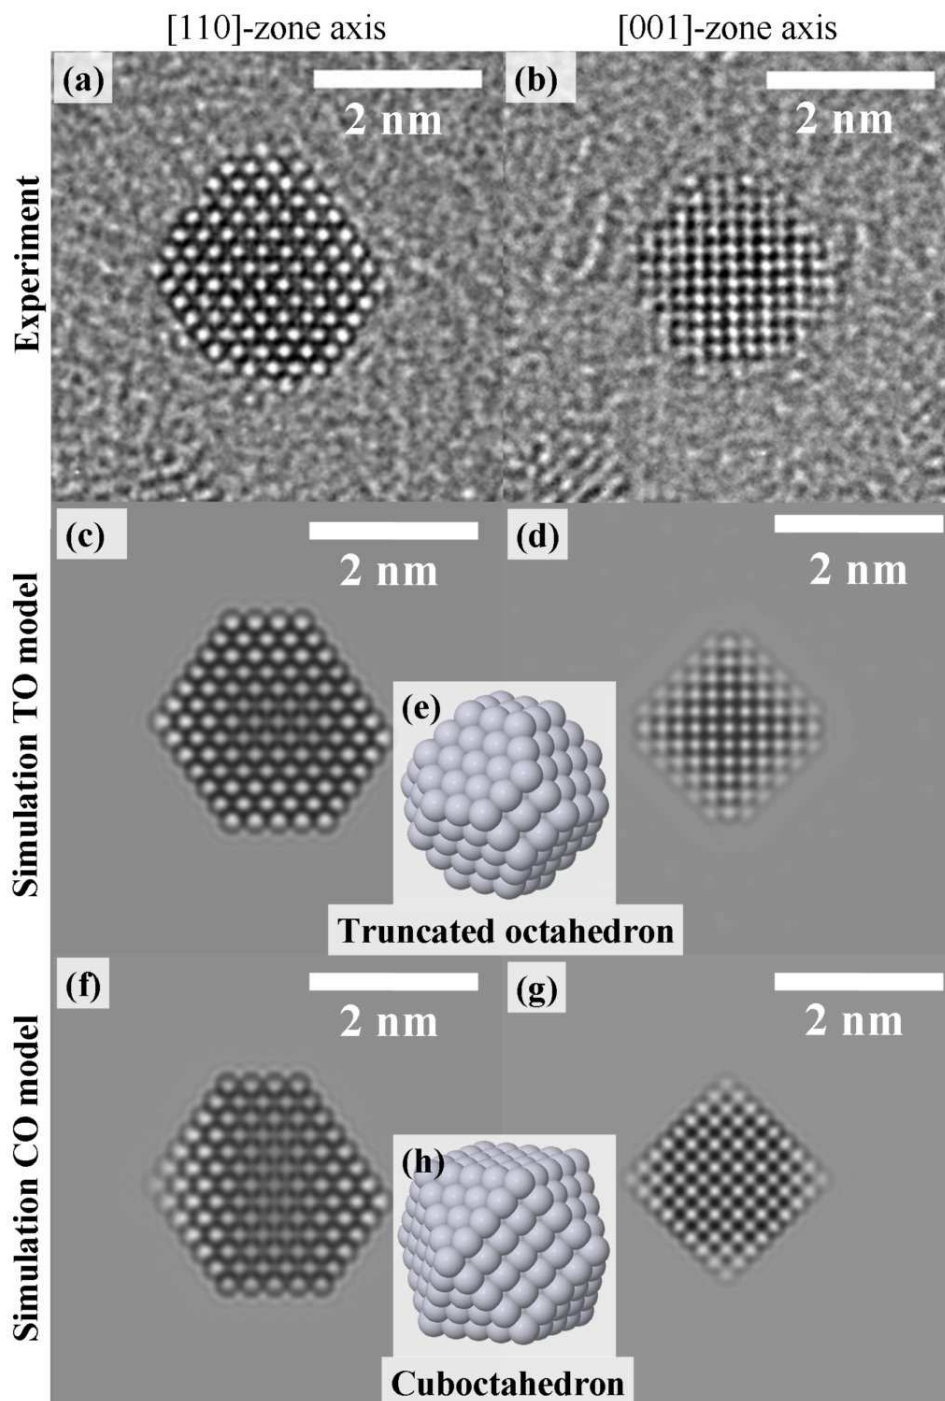 [110]-zone axis
[001]-zone axis
Experiment
(a)
2 nm
(b)
2 nm
Simulation TO model
(c)
2 nm
(d)
2 nm
(e)
Truncated octahedron
Simulation CO model
(f)
2 nm
(g)
2 nm
(h)
Cuboctahedron